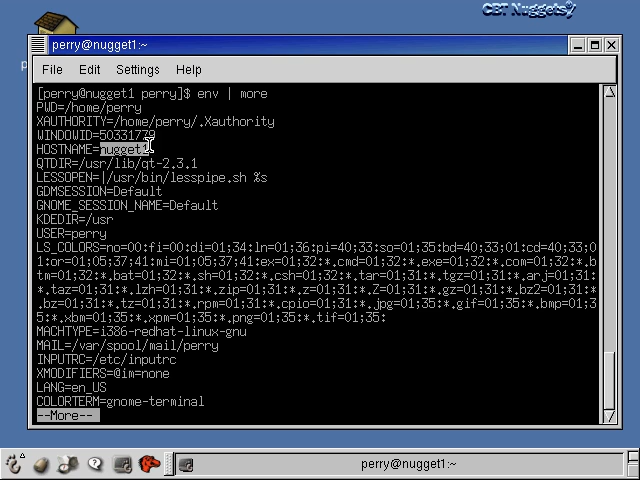 CBT Nuggets
perry@nugget1:~
File Edit Settings Help
[perry@nugget1 perry]$ env | more
PWD=/home/perry
XAUTHORITY=/home/perry/.Xauthority
WINDOWID=50331779
HOSTNAME=nugget1
QTDIR=/usr/lib/qt-2.3.1
LESSOPEN=|/usr/bin/lesspipe.sh %s
GDMSESSION=Default
GNOME_SESSION_NAME=Default
KDEDIR=/usr
USER=perry
LS_COLORS=no=00:fi=00:di=01;34:ln=01;36:pi=40;33:so=01;35:bd=40;33;01:cd=40;33;0
1:or=01;05;37;41:mi=01;05;37;41:ex=01;32:*.cmd=01;32:*.exe=01;32:*.com=01;32:*.b
tm=01;32:*.bat=01;32:*.sh=01;32:*.csh=01;32:*.tar=01;31:*.tgz=01;31:*.arj=01;31:
*.taz=01;31:*.lzh=01;31:*.zip=01;31:*.z=01;31:*.Z=01;31:*.gz=01;31:*.bz2=01;31:*
.bz=01;31:*.tz=01;31:*.rpm=01;31:*.cpio=01;31:*.jpg=01;35:*.gif=01;35:*.bmp=01;3
5:*.xbm=01;35:*.xpm=01;35:*.png=01;35:*.tif=01;35:
MACHTYPE=i386-redhat-linux-gnu
MAIL=/var/spool/mail/perry
INPUTRC=/etc/inputrc
XMODIFIERS=@im=none
LANG=en_US
COLORTERM=gnome-terminal
--More--
perry@nugget1:~